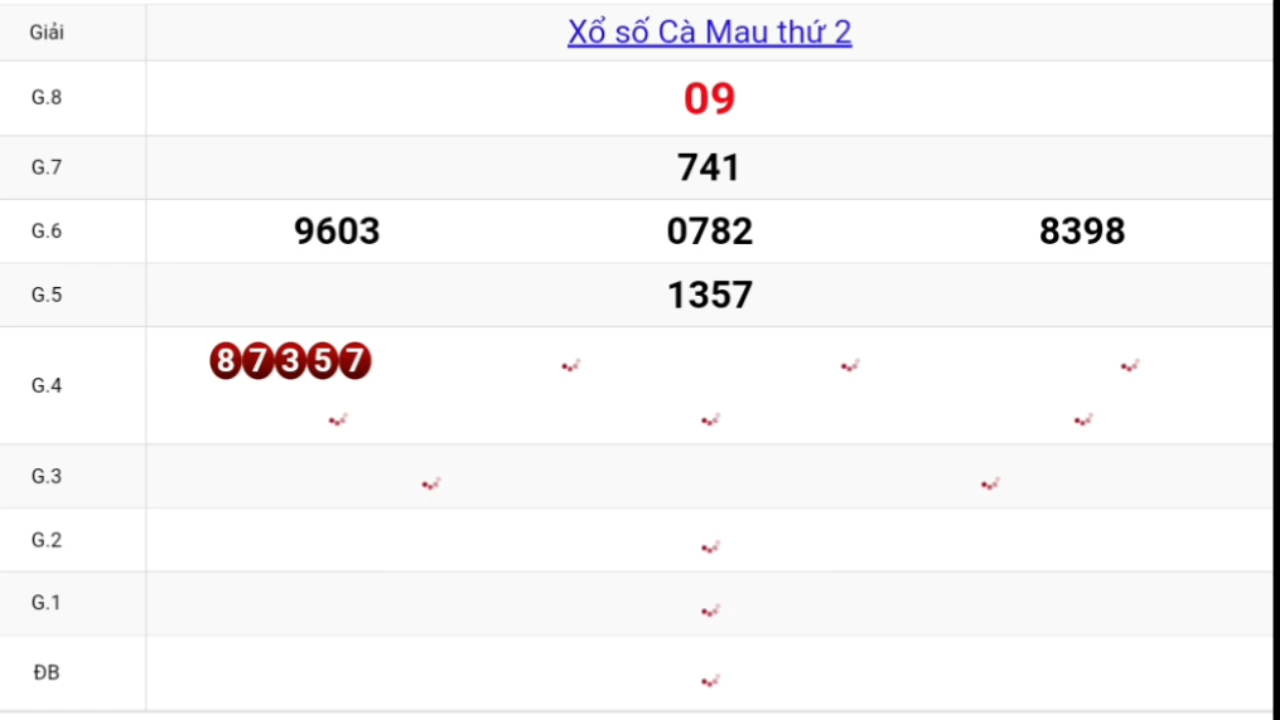 Giải Xổ số Cà Mau thứ 2
G.8 09
G.7 741
G.6 9603 0782 8398
G.5 1357
G.4 87357
G.3
G.2
G.1
ĐB